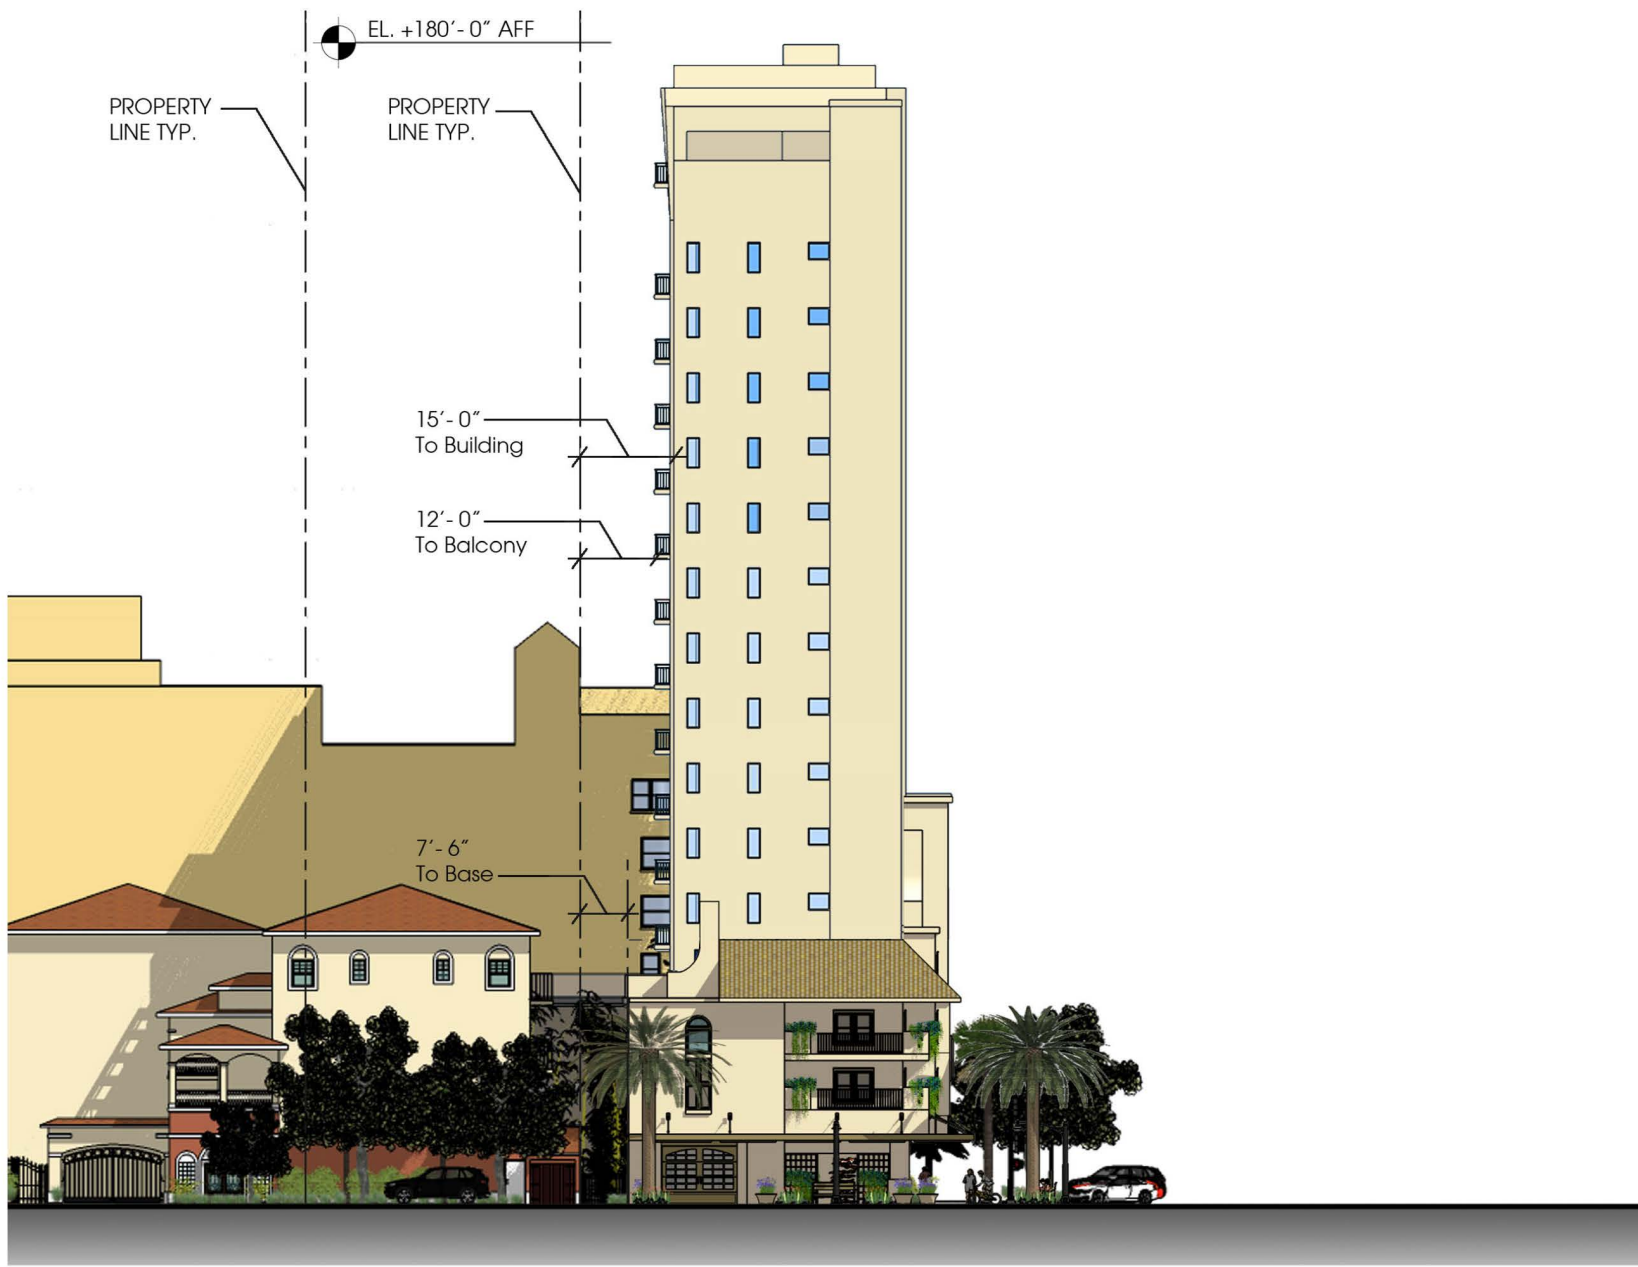 EL. +180'- 0" AFF
PROPERTY
LINE TYP.
PROPERTY
LINE TYP.
15'- 0"
To Building
12'- 0"
To Balcony
7'- 6"
To Base